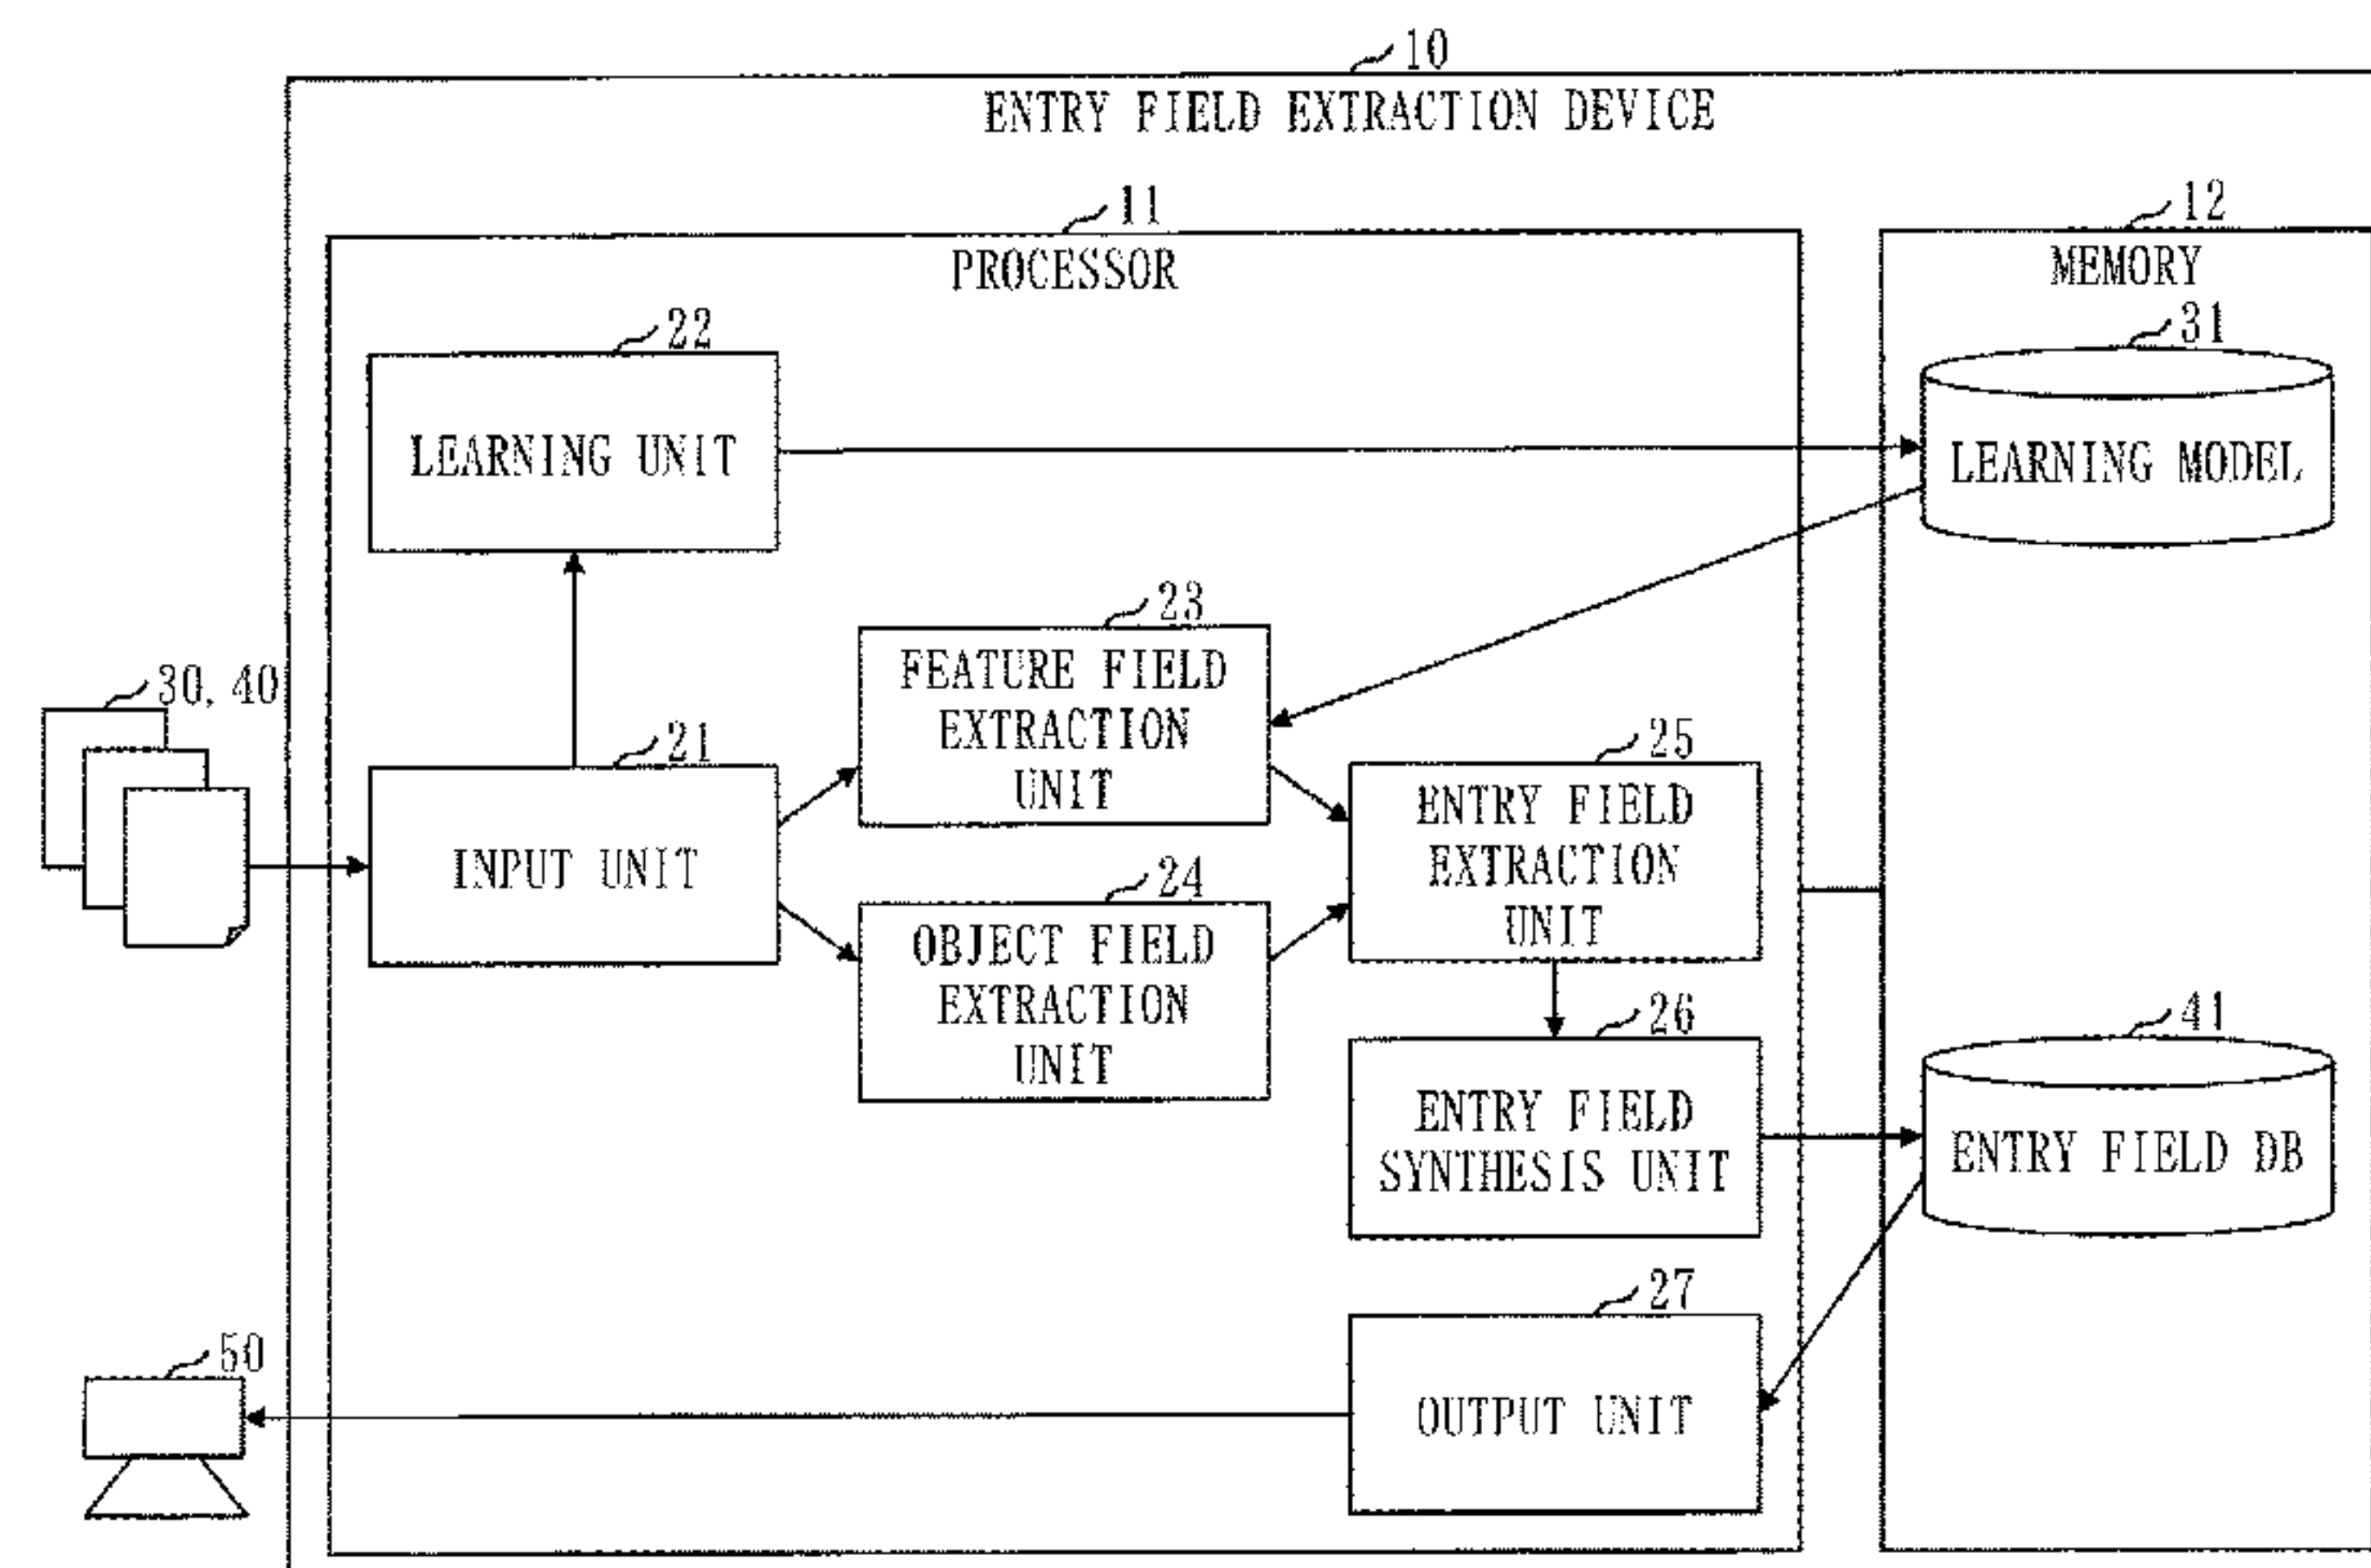 10
ENTRY FIELD EXTRACTION DEVICE
11
PROCESSOR
12
MEMORY
22
LEARNING UNIT
31
LEARNING MODEL
23
FEATURE FIELD
EXTRACTION
UNIT
30, 40
21
INPUT UNIT
24
OBJECT FIELD
EXTRACTION
UNIT
25
ENTRY FIELD
EXTRACTION
UNIT
26
ENTRY FIELD
SYNTHESIS UNIT
41
ENTRY FIELD DB
27
OUTPUT UNIT
50